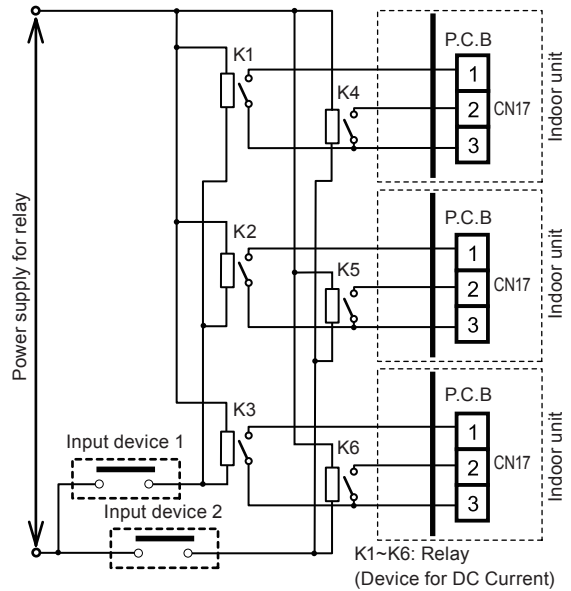 Power supply for relay
K1
K4
P.C.B
1
2
3
CN17
Indoor unit
K2
K5
P.C.B
1
2
3
CN17
Indoor unit
K3
K6
P.C.B
1
2
3
CN17
Indoor unit
Input device 1
Input device 2
K1~K6: Relay
(Device for DC Current)